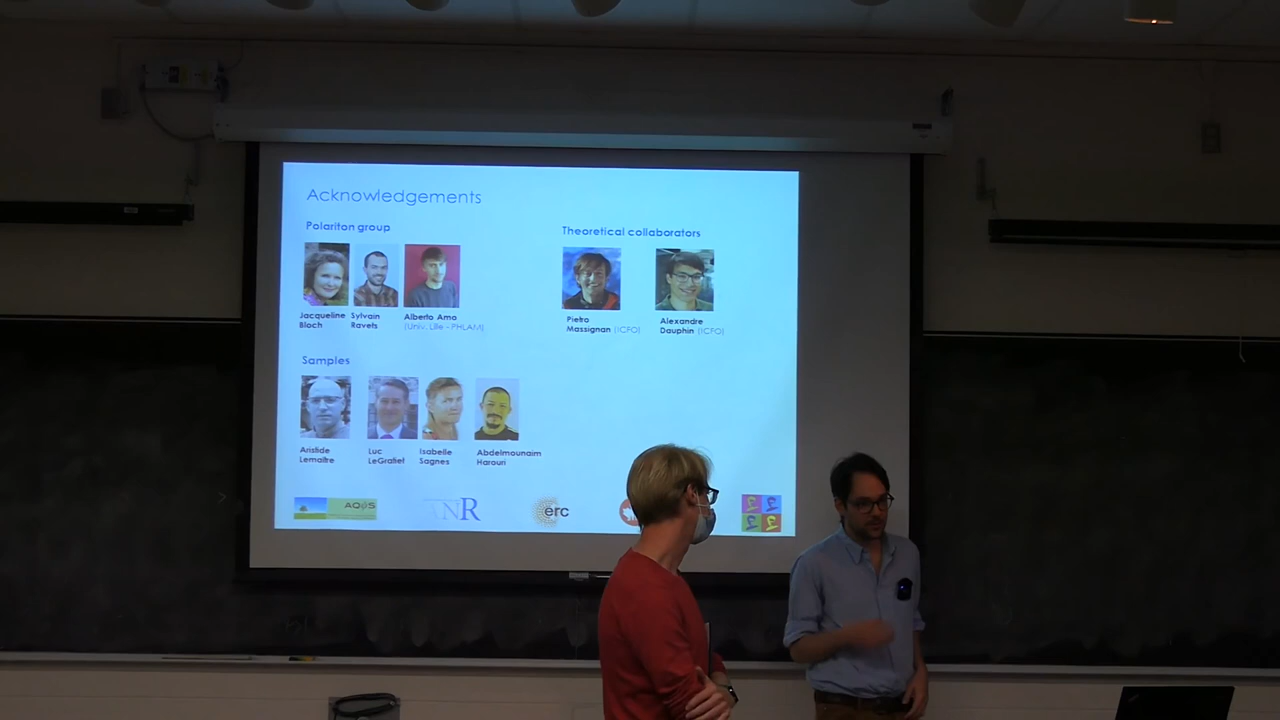 Acknowledgements
Polariton group
Theoretical collaborators
Jacqueline
Bloch
Sylvain
Ravets
Alberto Amo
(Univ. Lille - PHLAM)
Pietro
Massignan (ICFO)
Alexandre
Dauphin (ICFO)
Samples
Aristide
Lemaître
Luc
LeGratiet
Isabelle
Sagnes
Abdelmounaim
Harouri
ANR
erc